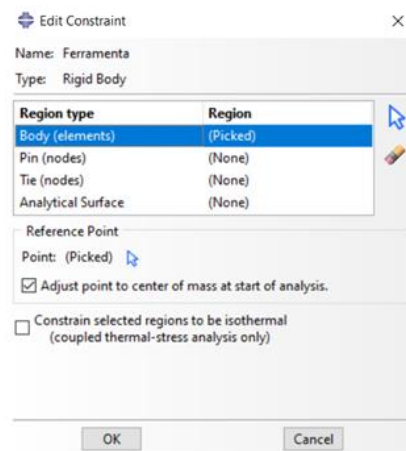 Edit Constraint
Name: Ferramenta
Type: Rigid Body
Region type Region
Body (elements) (Picked)
Pin (nodes) (None)
Tie (nodes) (None)
Analytical Surface (None)
Reference Point
Point: (Picked)
Adjust point to center of mass at start of analysis.
Constrain selected regions to be isothermal
(coupled thermal-stress analysis only)
OK Cancel